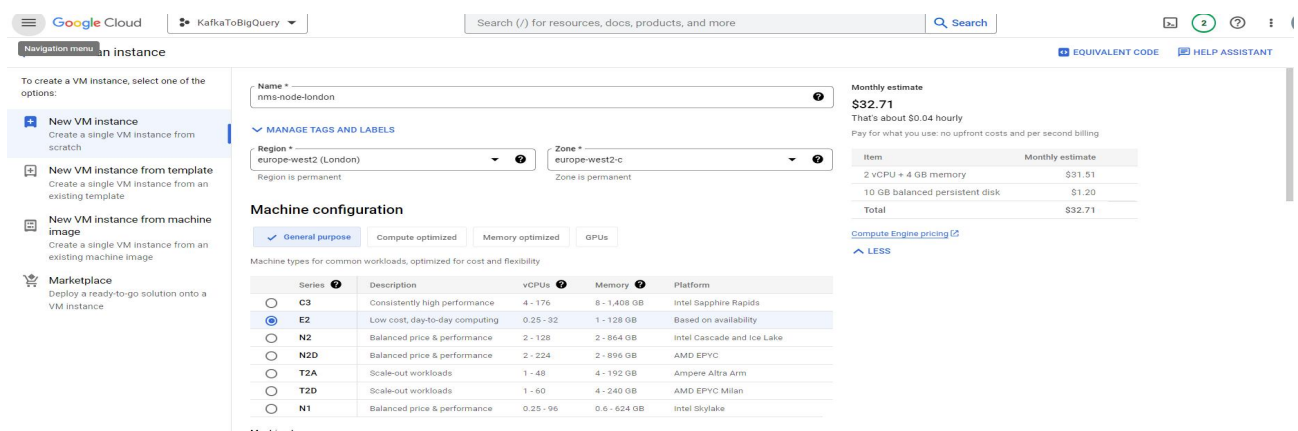 Google Cloud
KafkaToBigQuery
Search (/) for resources, docs, products, and more
Search
2
Navigation menu
an instance
EQUIVALENT CODE
HELP ASSISTANT
To create a VM instance, select one of the
options:
New VM instance
Create a single VM instance from
scratch
New VM instance from template
Create a single VM instance from an
existing template
New VM instance from machine
image
Create a single VM instance from an
existing machine image
Marketplace
Deploy a ready-to-go solution onto a
VM instance
Name *
nms-node-london
MANAGE TAGS AND LABELS
Region *
europe-west2 (London)
Region is permanent
Zone *
europe-west2-c
Zone is permanent
Machine configuration
General purpose
Compute optimized
Memory optimized
GPUs
Machine types for common workloads, optimized for cost and flexibility
Series Description vCPUs Memory Platform
C3 Consistently high performance 4 - 176 8 - 1,408 GB Intel Sapphire Rapids
E2 Low cost, day-to-day computing 0.25 - 32 1 - 128 GB Based on availability
N2 Balanced price & performance 2 - 128 2 - 864 GB Intel Cascade and Ice Lake
N2D Balanced price & performance 2 - 224 2 - 896 GB AMD EPYC
T2A Scale-out workloads 1 - 48 4 - 192 GB Ampere Altra Arm
T2D Scale-out workloads 1 - 60 4 - 240 GB AMD EPYC Milan
N1 Balanced price & performance 0.25 - 96 0.6 - 624 GB Intel Skylake
Monthly estimate
$32.71
That's about $0.04 hourly
Pay for what you use: no upfront costs and per second billing
Item Monthly estimate
2 vCPU + 4 GB memory $31.51
10 GB balanced persistent disk $1.20
Total $32.71
Compute Engine pricing
LESS